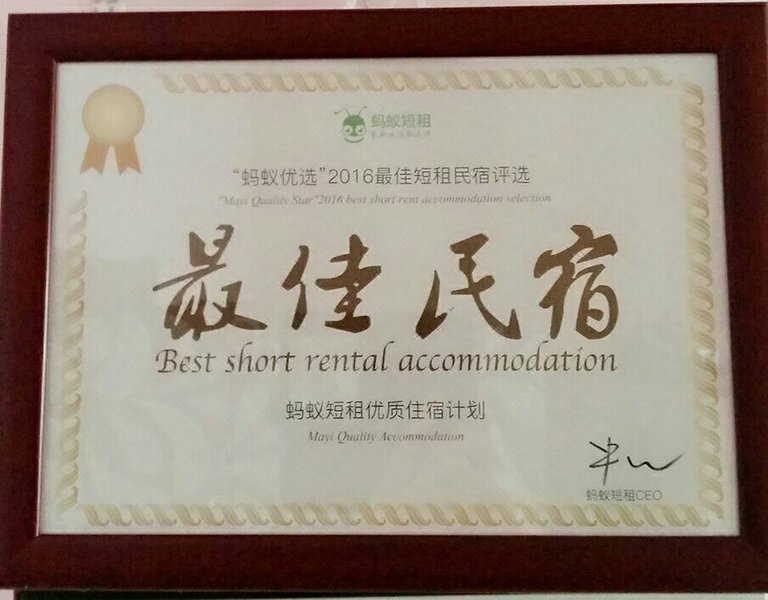 蚂蚁短租
“蚂蚁优选”2016最佳短租民宿评选
"Mayi Quality Star"2016 best short rent accommodation selection
最佳民宿
Best short rental accommodation
蚂蚁短租优质住宿计划
Mayi Quality Accommodation
蚂蚁短租CEO